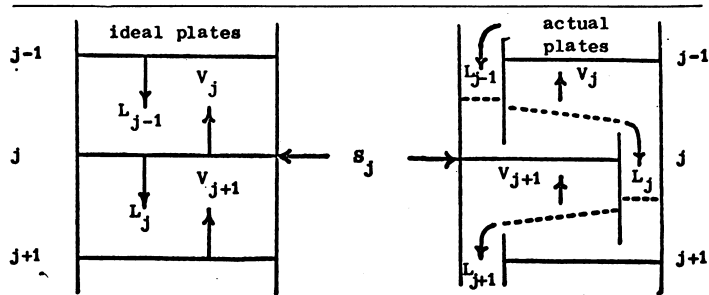 ideal plates
actual
plates
j-1
V_j
L_{j-1}
j
S_j
V_{j+1}
L_j
j+1
L_{j-1}
V_j
j-1
V_{j+1}
L_j
j
L_{j+1}
j+1